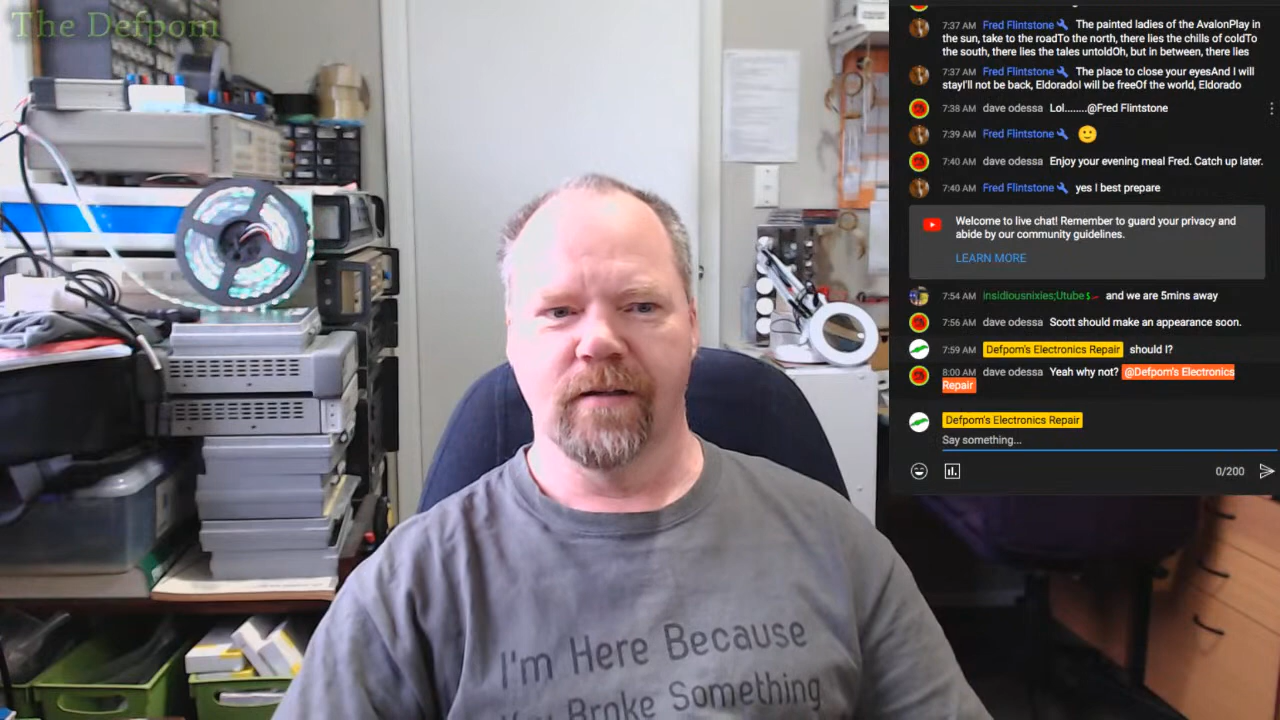 The Defpom
7:37 AM Fred Flintstone The painted ladies of the AvalonPlay in
the sun, take to the roadTo the north, there lies the chills of coldTo
the south, there lies the tales untoldOh, but in between, there lies
7:37 AM Fred Flintstone The place to close your eyesAnd I will
stayI'll not be back, EldoradoI will be freeOf the world, Eldorado
7:38 AM dave odessa Lol........@Fred Flintstone
7:39 AM Fred Flintstone 🙂
7:40 AM dave odessa Enjoy your evening meal Fred. Catch up later.
7:40 AM Fred Flintstone yes I best prepare
Welcome to live chat! Remember to guard your privacy and
abide by our community guidelines.
LEARN MORE
7:54 AM insidiousnixies;Utube$ and we are 5mins away
7:56 AM dave odessa Scott should make an appearance soon.
7:59 AM Defpom's Electronics Repair should I?
8:00 AM dave odessa Yeah why not? @Defpom's Electronics
Repair
Defpom's Electronics Repair
Say something...
0/200
I'm Here Because
You Broke Something